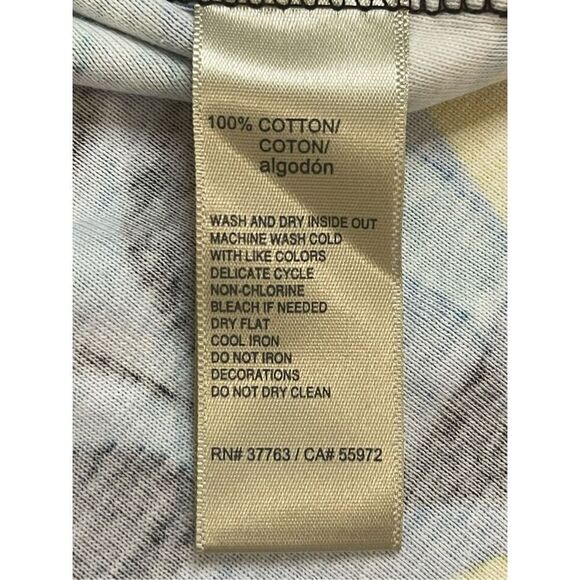 100% COTTON/
COTON/
algodón
WASH AND DRY INSIDE OUT
MACHINE WASH COLD
WITH LIKE COLORS
DELICATE CYCLE
NON-CHLORINE
BLEACH IF NEEDED
DRY FLAT
COOL IRON
DO NOT IRON
DECORATIONS
DO NOT DRY CLEAN
RN# 37763 / CA# 55972